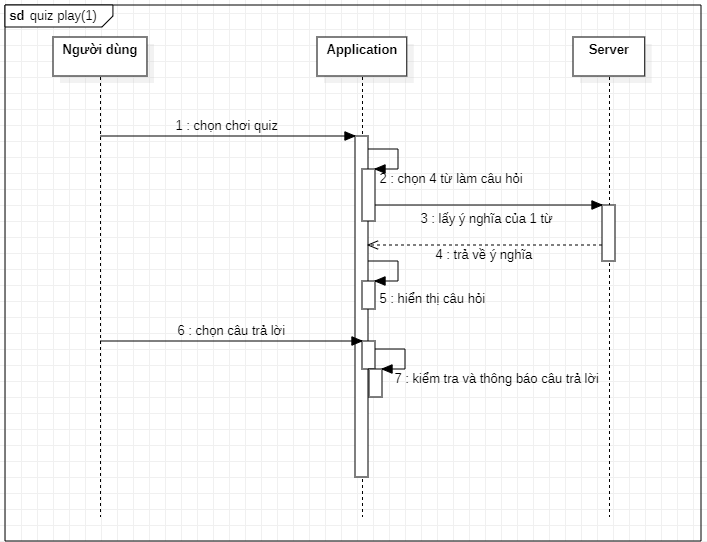 sd quiz play(1)
Người dùng
Application
Server
1 : chọn chơi quiz
2 : chọn 4 từ làm câu hỏi
3 : lấy ý nghĩa của 1 từ
4 : trả về ý nghĩa
5 : hiển thị câu hỏi
6 : chọn câu trả lời
7 : kiểm tra và thông báo câu trả lời